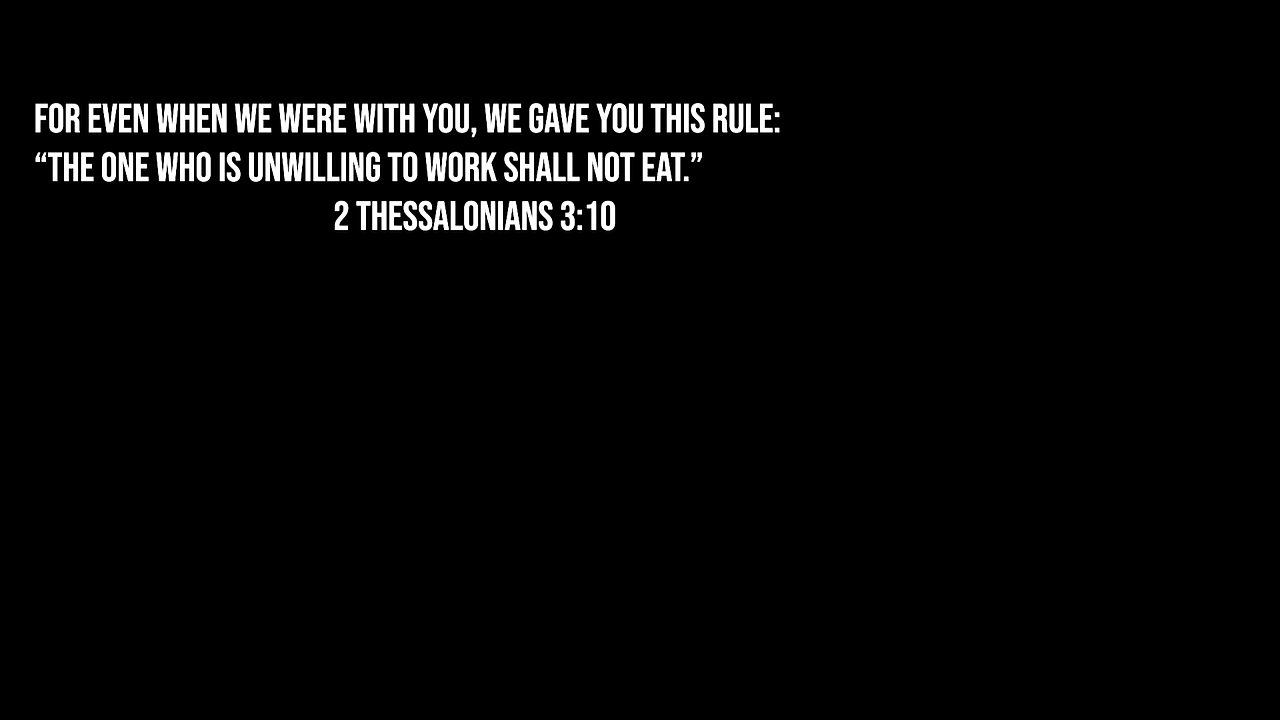 FOR EVEN WHEN WE WERE WITH YOU, WE GAVE YOU THIS RULE:
“THE ONE WHO IS UNWILLING TO WORK SHALL NOT EAT.”
2 THESSALONIANS 3:10